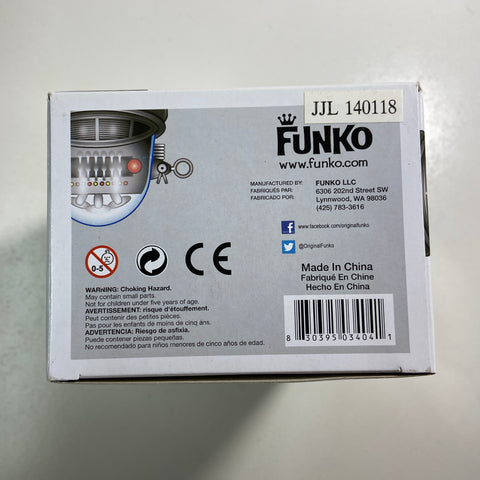 JJL 140118
FUNKO
www.funko.com
MANUFACTURED BY:
FABRIQUÉS PAR:
FABRICADO POR:
FUNKO LLC
6306 202nd Street SW
Lynnwood, WA 98036
(425) 783-3616
www.facebook.com/originalfunko
@OriginalFunko
0-5
CE
WARNING: Choking Hazard.
May contain small parts.
Not for children under five years of age.
AVERTISSEMENT: risque d'étouffement.
Peut contenir des petites pièces.
Pas pour les enfants de moins de cinq ans.
ADVERTENCIA: Riesgo de asfixia.
Puede contener piezas pequeñas.
No recomendado para niños menores de cinco años de edad.
Made In China
Fabriqué En Chine
Hecho En China
8 30395 03404 1